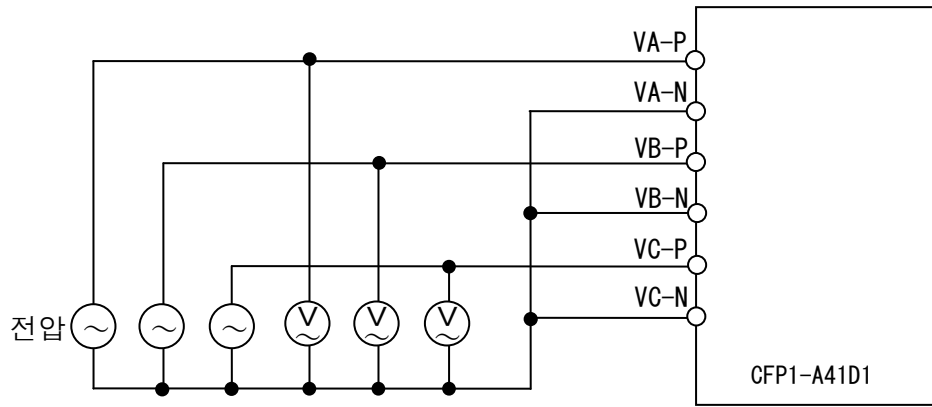 VA-P
VA-N
VB-P
VB-N
VC-P
VC-N
전압
V
V
V
CFP1-A41D1